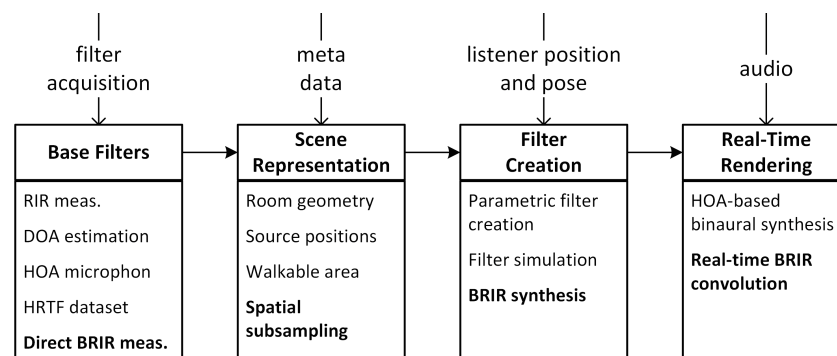 filter
acquisition
meta
data
listener position
and pose
audio
Base Filters
Scene
Representation
Filter
Creation
Real-Time
Rendering
RIR meas.
DOA estimation
HOA microphon
HRTF dataset
Direct BRIR meas.
Room geometry
Source positions
Walkable area
Spatial
subsampling
Parametric filter
creation
Filter simulation
BRIR synthesis
HOA-based
binaural synthesis
Real-time BRIR
convolution